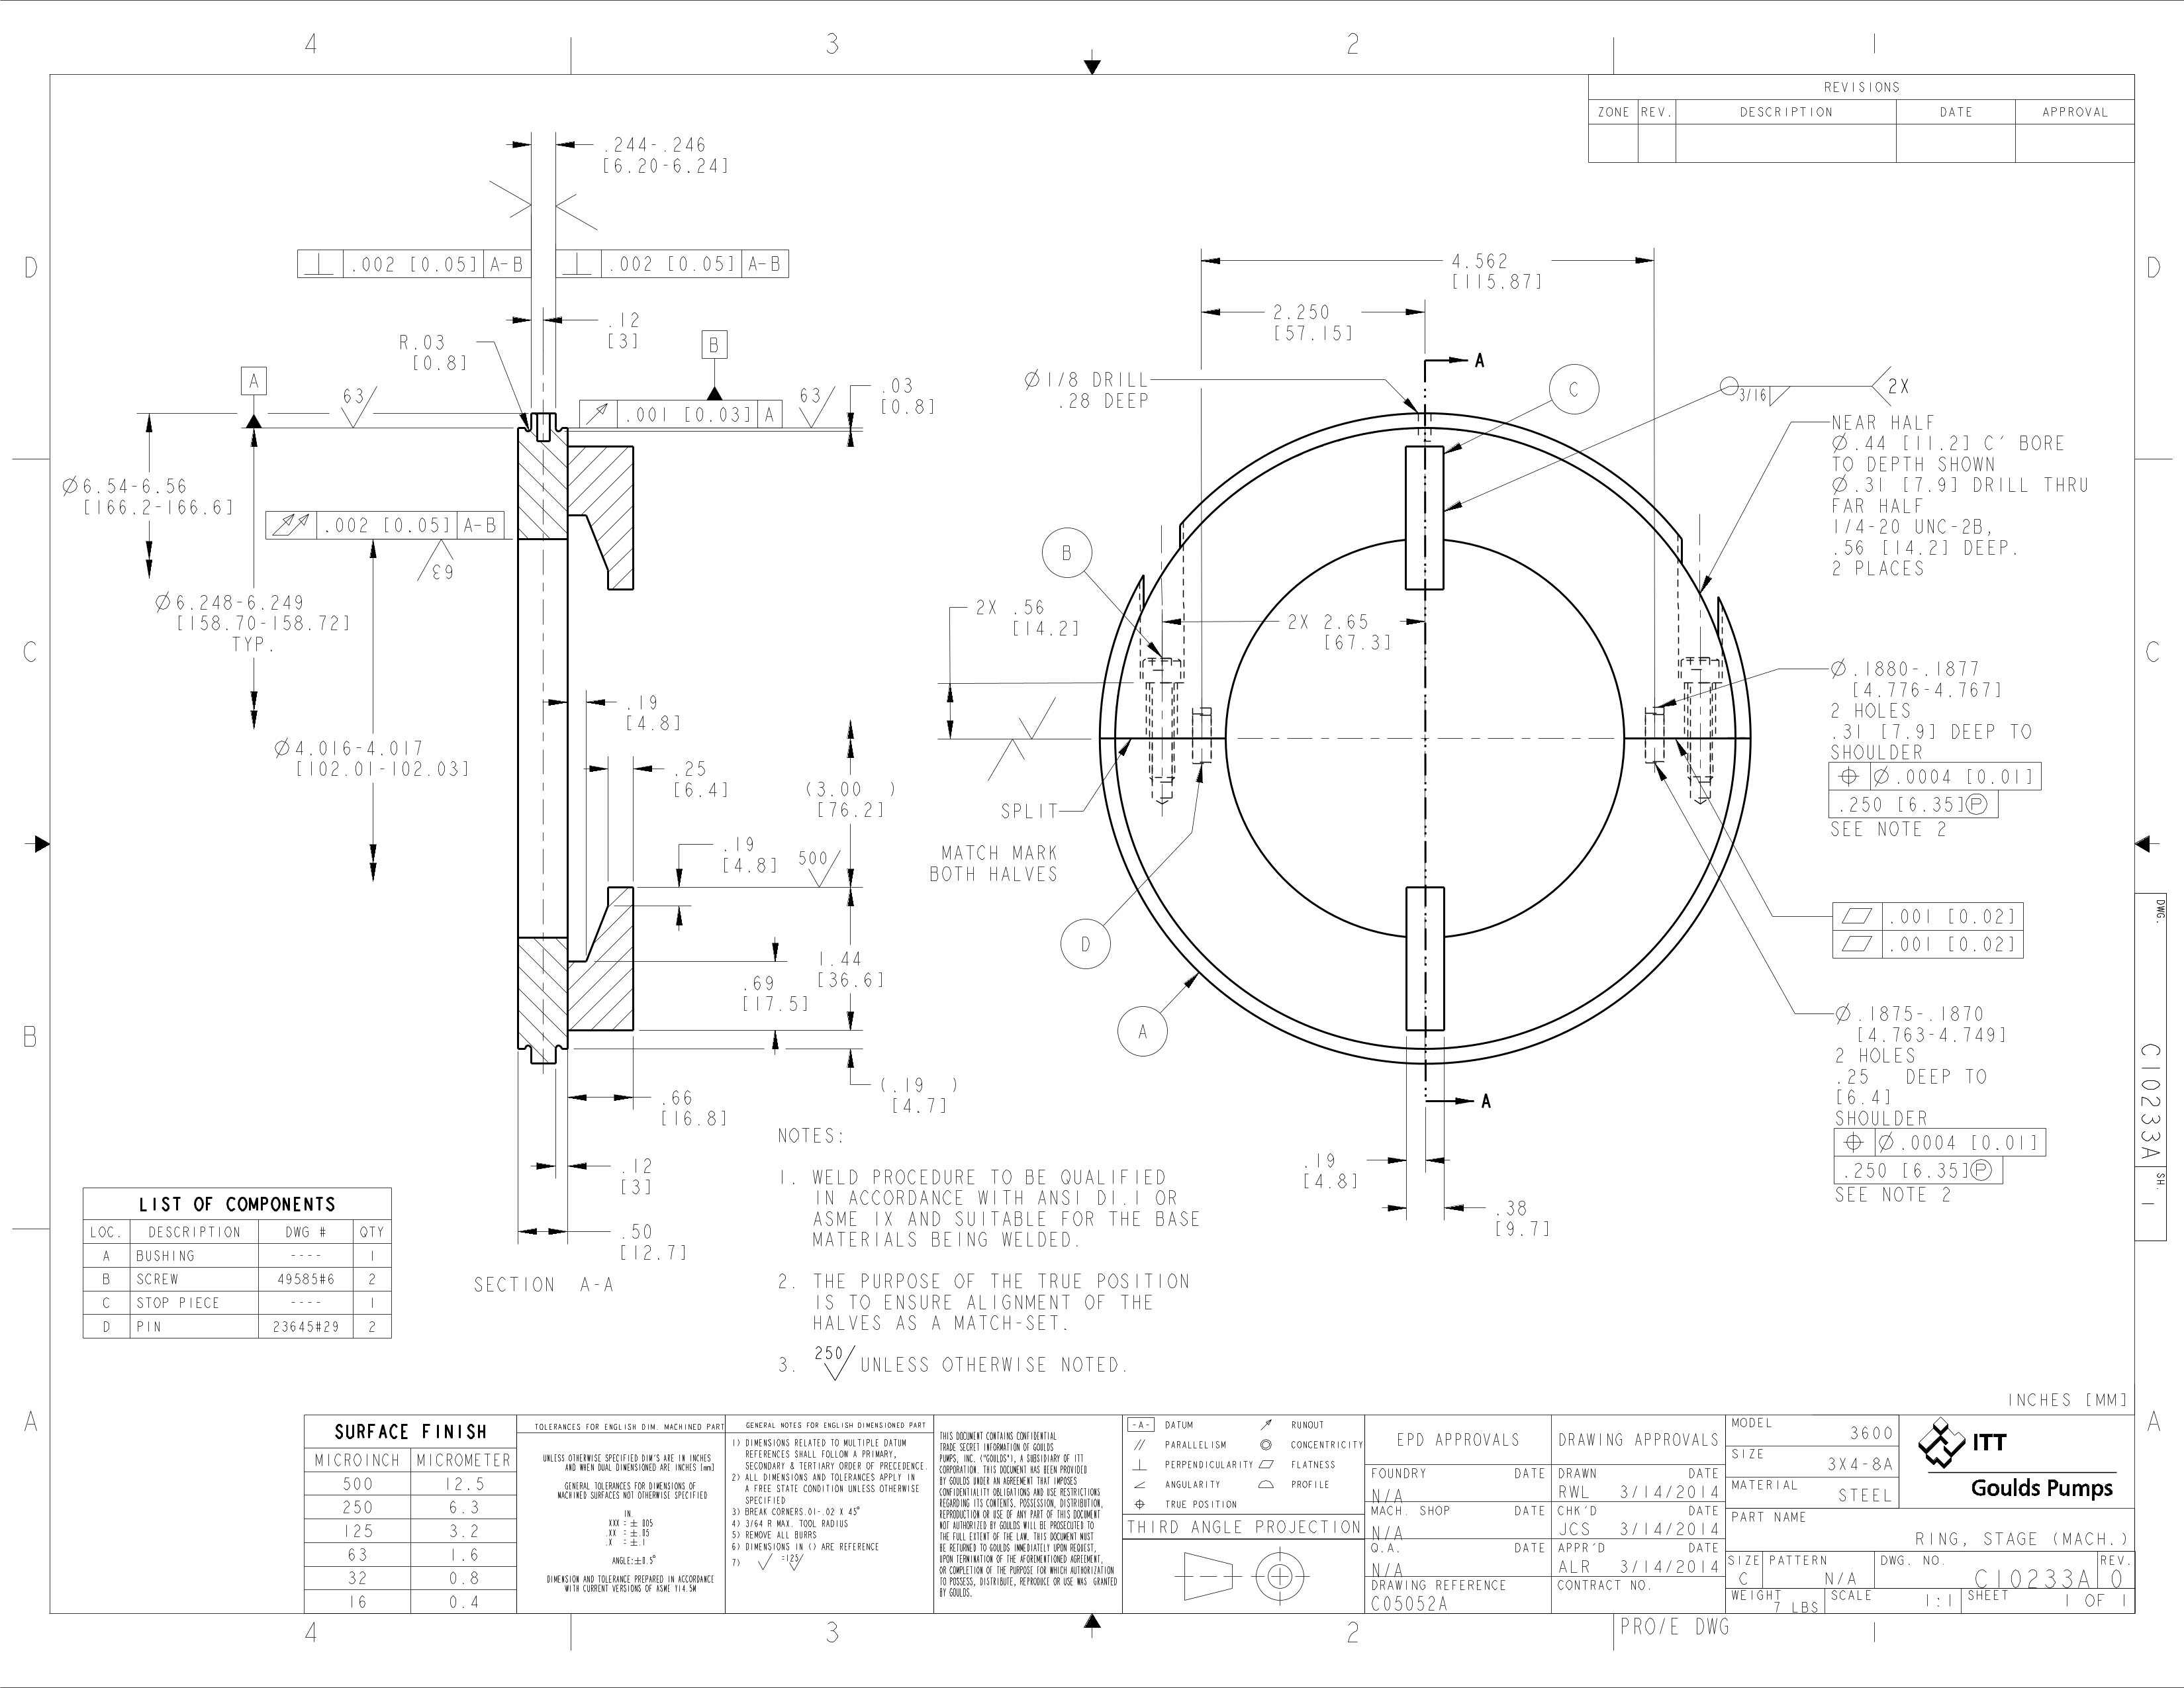 4
3
2
1
REVISIONS
ZONE REV. DESCRIPTION DATE APPROVAL
D
D
C
C
B
A
A
.244-.246
[6.20-6.24]
⊥ .002 [0.05] A-B
⊥ .002 [0.05] A-B
.12
[3]
R.03
[0.8]
A
B
63
.001 [0.03] A
63
.03
[0.8]
Ø6.54-6.56
[166.2-166.6]
.002 [0.05] A-B
63
Ø6.248-6.249
[158.70-158.72]
TYP.
Ø4.016-4.017
[102.01-102.03]
.19
[4.8]
.25
[6.4]
(3.00 )
[76.2]
.19
[4.8]
500
1.44
[36.6]
.69
[17.5]
(.19 )
[4.7]
.66
[16.8]
.12
[3]
.50
[12.7]
SECTION A-A
4.562
[115.87]
2.250
[57.15]
A
Ø1/8 DRILL
.28 DEEP
C
3/16
2X
NEAR HALF
Ø.44 [11.2] C' BORE
TO DEPTH SHOWN
Ø.31 [7.9] DRILL THRU
FAR HALF
1/4-20 UNC-2B,
.56 [14.2] DEEP.
2 PLACES
B
2X .56
[14.2]
2X 2.65
[67.3]
Ø.1880-.1877
[4.776-4.767]
2 HOLES
.31 [7.9] DEEP TO
SHOULDER
⌖ Ø.0004 [0.01]
.250 [6.35]Ⓟ
SEE NOTE 2
SPLIT
MATCH MARK
BOTH HALVES
D
A
.001 [0.02]
.001 [0.02]
Ø.1875-.1870
[4.763-4.749]
2 HOLES
.25 DEEP TO
[6.4]
SHOULDER
⌖ Ø.0004 [0.01]
.250 [6.35]Ⓟ
SEE NOTE 2
A
.19
[4.8]
.38
[9.7]
DWG.
C10233A
SH.
1
NOTES:
1. WELD PROCEDURE TO BE QUALIFIED
IN ACCORDANCE WITH ANSI D1.1 OR
ASME IX AND SUITABLE FOR THE BASE
MATERIALS BEING WELDED.
2. THE PURPOSE OF THE TRUE POSITION
IS TO ENSURE ALIGNMENT OF THE
HALVES AS A MATCH-SET.
3. 250 UNLESS OTHERWISE NOTED.
LIST OF COMPONENTS
LOC. DESCRIPTION DWG # QTY
A BUSHING ---- 1
B SCREW 49585#6 2
C STOP PIECE ---- 1
D PIN 23645#29 2
INCHES [MM]
SURFACE FINISH
MICROINCH MICROMETER
500 12.5
250 6.3
125 3.2
63 1.6
32 0.8
16 0.4
TOLERANCES FOR ENGLISH DIM. MACHINED PART
UNLESS OTHERWISE SPECIFIED DIM'S ARE IN INCHES
AND WHEN DUAL DIMENSIONED ARE INCHES [mm]
GENERAL TOLERANCES FOR DIMENSIONS OF
MACHINED SURFACES NOT OTHERWISE SPECIFIED
IN.
XXX = ± .005
.XX = ± .15
.X = ± .1
ANGLE: ±0.5°
DIMENSION AND TOLERANCE PREPARED IN ACCORDANCE
WITH CURRENT VERSIONS OF ASME Y14.5M
GENERAL NOTES FOR ENGLISH DIMENSIONED PART
1) DIMENSIONS RELATED TO MULTIPLE DATUM
REFERENCES SHALL FOLLOW A PRIMARY,
SECONDARY & TERTIARY ORDER OF PRECEDENCE.
2) ALL DIMENSIONS AND TOLERANCES APPLY IN
A FREE STATE CONDITION UNLESS OTHERWISE
SPECIFIED
3) BREAK CORNERS .01-.02 X 45°
4) 3/64 R MAX. TOOL RADIUS
5) REMOVE ALL BURRS
6) DIMENSIONS IN () ARE REFERENCE
7) =125
THIS DOCUMENT CONTAINS CONFIDENTIAL
TRADE SECRET INFORMATION OF GOULDS
PUMPS, INC. ("GOULDS"), A SUBSIDIARY OF ITT
CORPORATION. THIS DOCUMENT HAS BEEN PROVIDED
BY GOULDS UNDER AN AGREEMENT THAT IMPOSES
CONFIDENTIALITY OBLIGATIONS AND USE RESTRICTIONS
REGARDING ITS CONTENTS. POSSESSION, DISTRIBUTION,
REPRODUCTION OR USE OF ANY PART OF THIS DOCUMENT
NOT AUTHORIZED BY GOULDS WILL BE PROSECUTED TO
THE FULL EXTENT OF THE LAW. THIS DOCUMENT MUST
BE RETURNED TO GOULDS IMMEDIATELY UPON REQUEST,
UPON TERMINATION OF THE AFOREMENTIONED AGREEMENT,
OR COMPLETION OF THE PURPOSE FOR WHICH AUTHORIZATION
TO POSSESS, DISTRIBUTE, REPRODUCE OR USE WAS GRANTED
BY GOULDS.
-A- DATUM RUNOUT
PARALLELISM CONCENTRICITY
PERPENDICULARITY FLATNESS
ANGULARITY PROFILE
TRUE POSITION
THIRD ANGLE PROJECTION
EPD APPROVALS
FOUNDRY DATE
N/A
MACH. SHOP DATE
N/A
Q.A. DATE
N/A
DRAWING REFERENCE
C05052A
DRAWING APPROVALS
DRAWN DATE
RWL 3/14/2014
CHK'D DATE
JCS 3/14/2014
APPR'D DATE
ALR 3/14/2014
CONTRACT NO.
MODEL
3600
SIZE
3X4-8A
MATERIAL
STEEL
ITT
Goulds Pumps
PART NAME
RING, STAGE (MACH.)
SIZE PATTERN DWG. NO. REV.
C N/A C10233A 0
WEIGHT SCALE SHEET
7 LBS 1:1 1 OF 1
4
3
2
PRO/E DWG
1